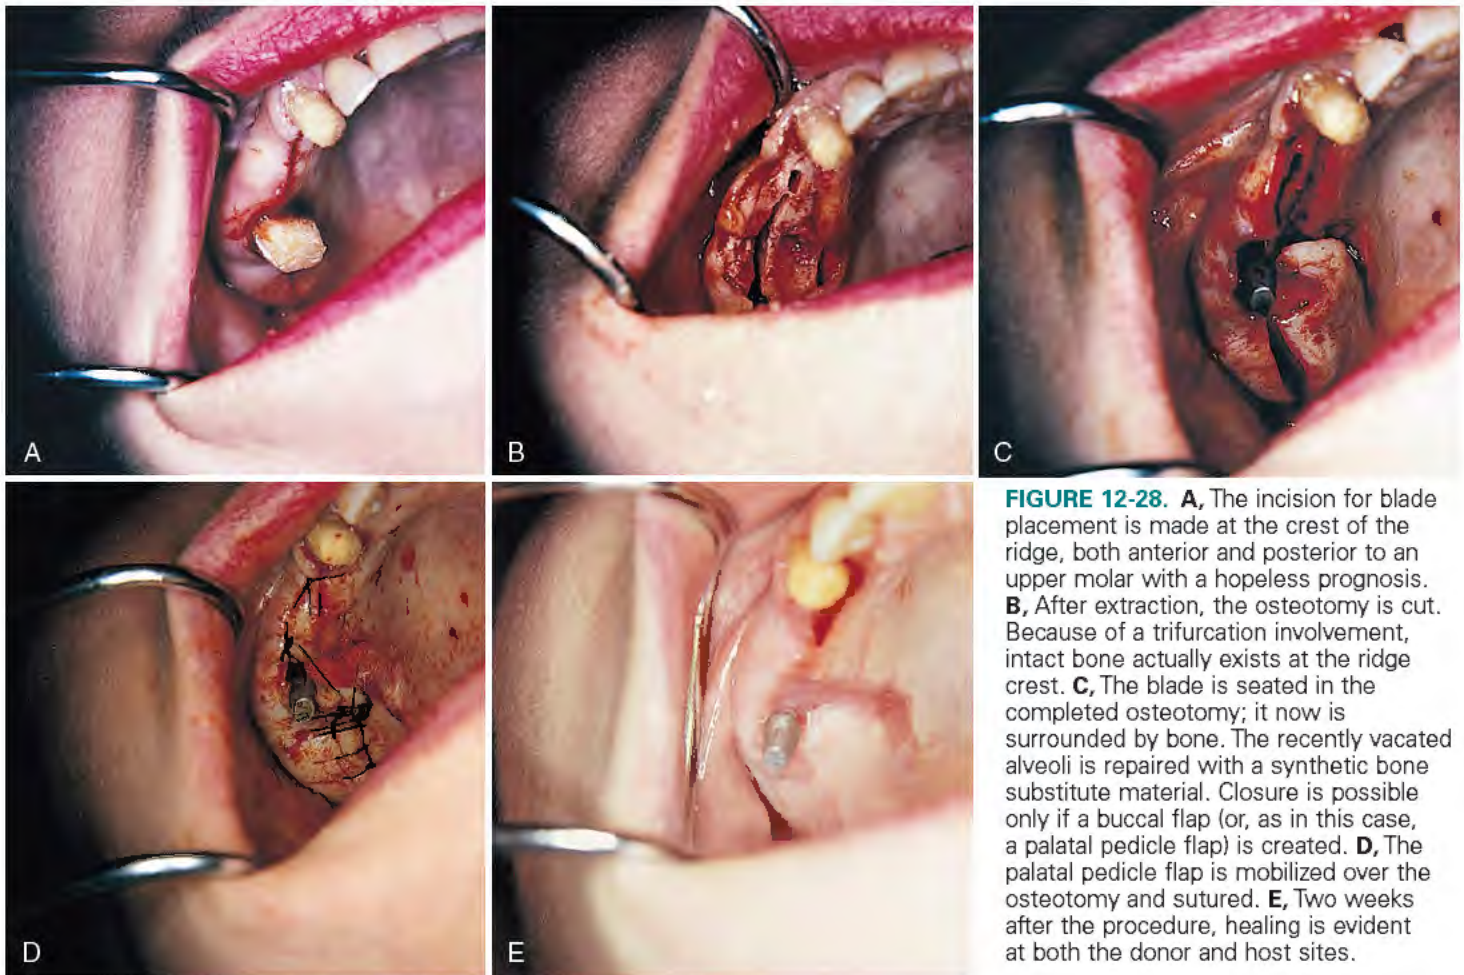 A
B
C
D
E
FIGURE 12-28. A, The incision for blade
placement is made at the crest of the
ridge, both anterior and posterior to an
upper molar with a hopeless prognosis.
B, After extraction, the osteotomy is cut.
Because of a trifurcation involvement,
intact bone actually exists at the ridge
crest. C, The blade is seated in the
completed osteotomy; it now is
surrounded by bone. The recently vacated
alveoli is repaired with a synthetic bone
substitute material. Closure is possible
only if a buccal flap (or, as in this case,
a palatal pedicle flap) is created. D, The
palatal pedicle flap is mobilized over the
osteotomy and sutured. E, Two weeks
after the procedure, healing is evident
at both the donor and host sites.